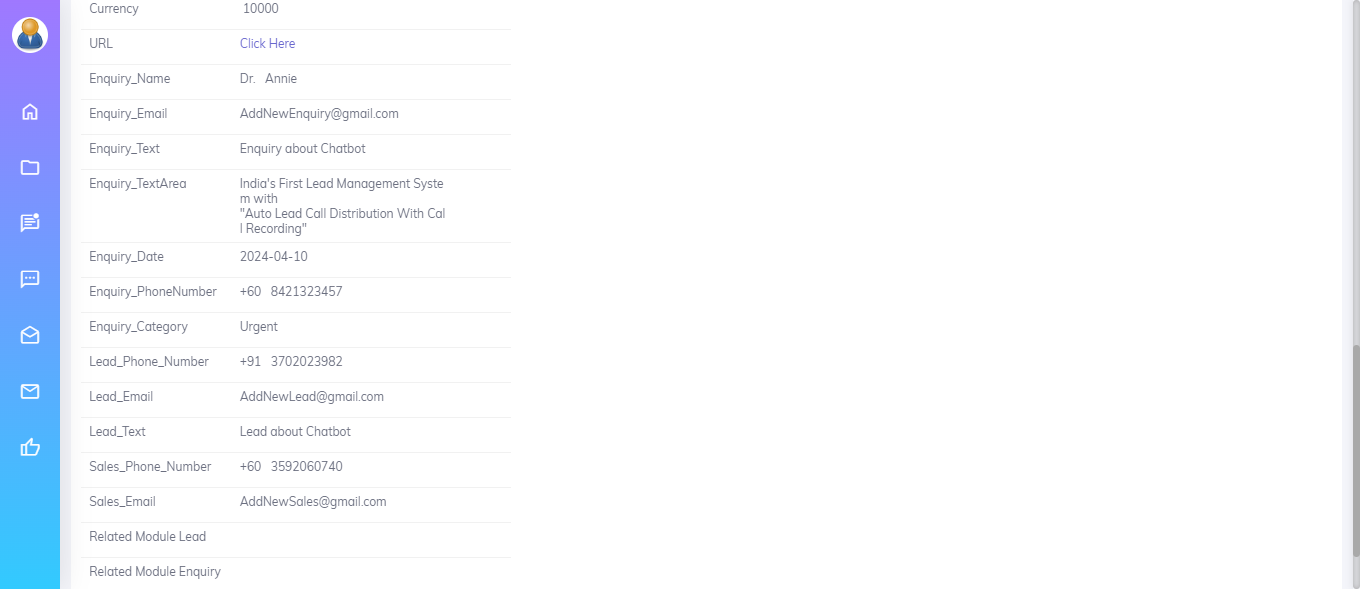 Currency 10000
URL Click Here
Enquiry_Name Dr. Annie
Enquiry_Email AddNewEnquiry@gmail.com
Enquiry_Text Enquiry about Chatbot
Enquiry_TextArea India's First Lead Management Syste
m with
"Auto Lead Call Distribution With Cal
l Recording"
Enquiry_Date 2024-04-10
Enquiry_PhoneNumber +60 8421323457
Enquiry_Category Urgent
Lead_Phone_Number +91 3702023982
Lead_Email AddNewLead@gmail.com
Lead_Text Lead about Chatbot
Sales_Phone_Number +60 3592060740
Sales_Email AddNewSales@gmail.com
Related Module Lead
Related Module Enquiry